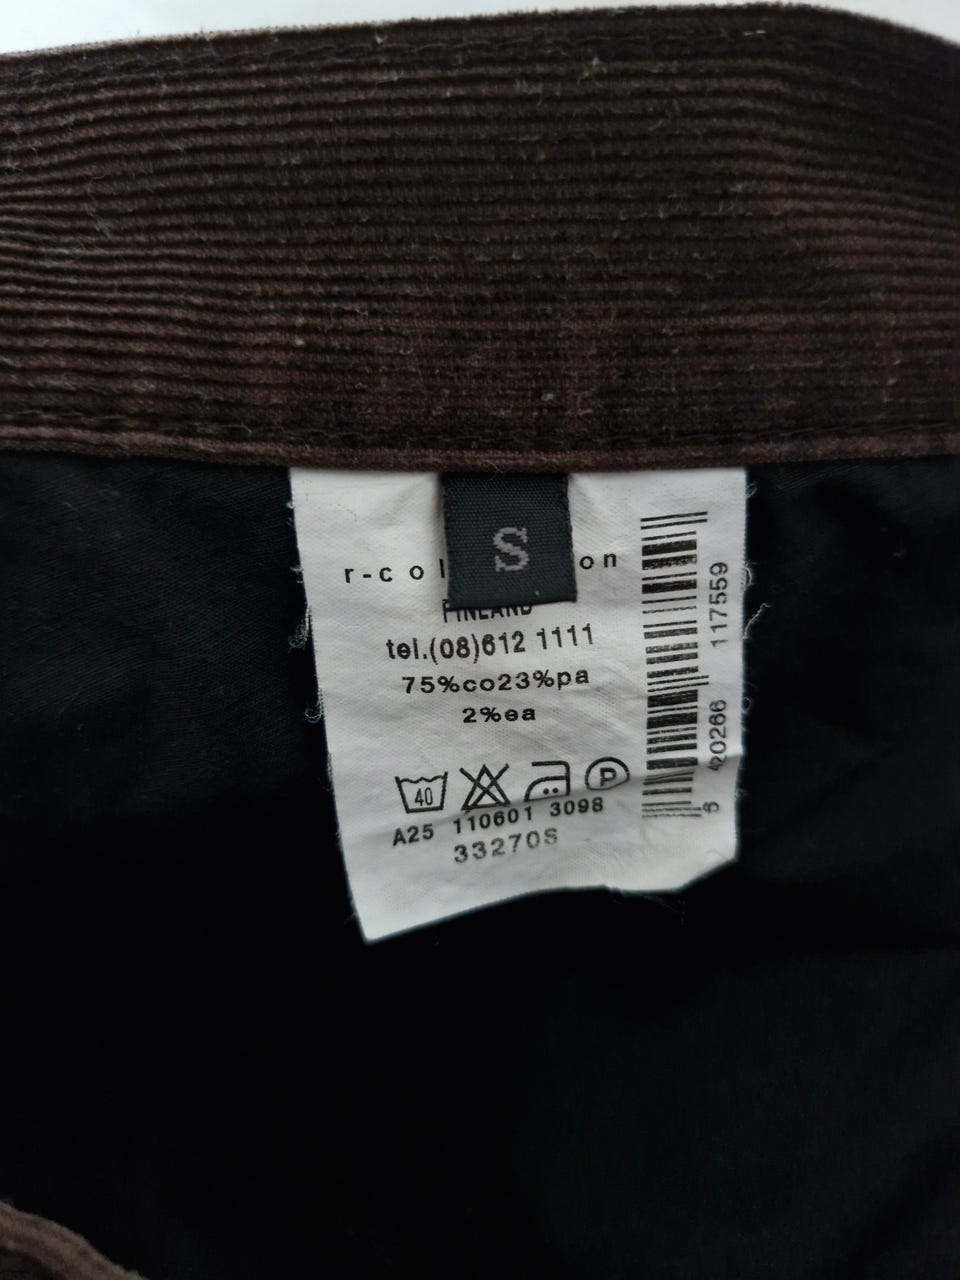 S
r-col on
FINLAND
tel.(08)612 1111
75%co23%pa
2%ea
40
P
A25 110601 3098
33270S
6 420266 117559